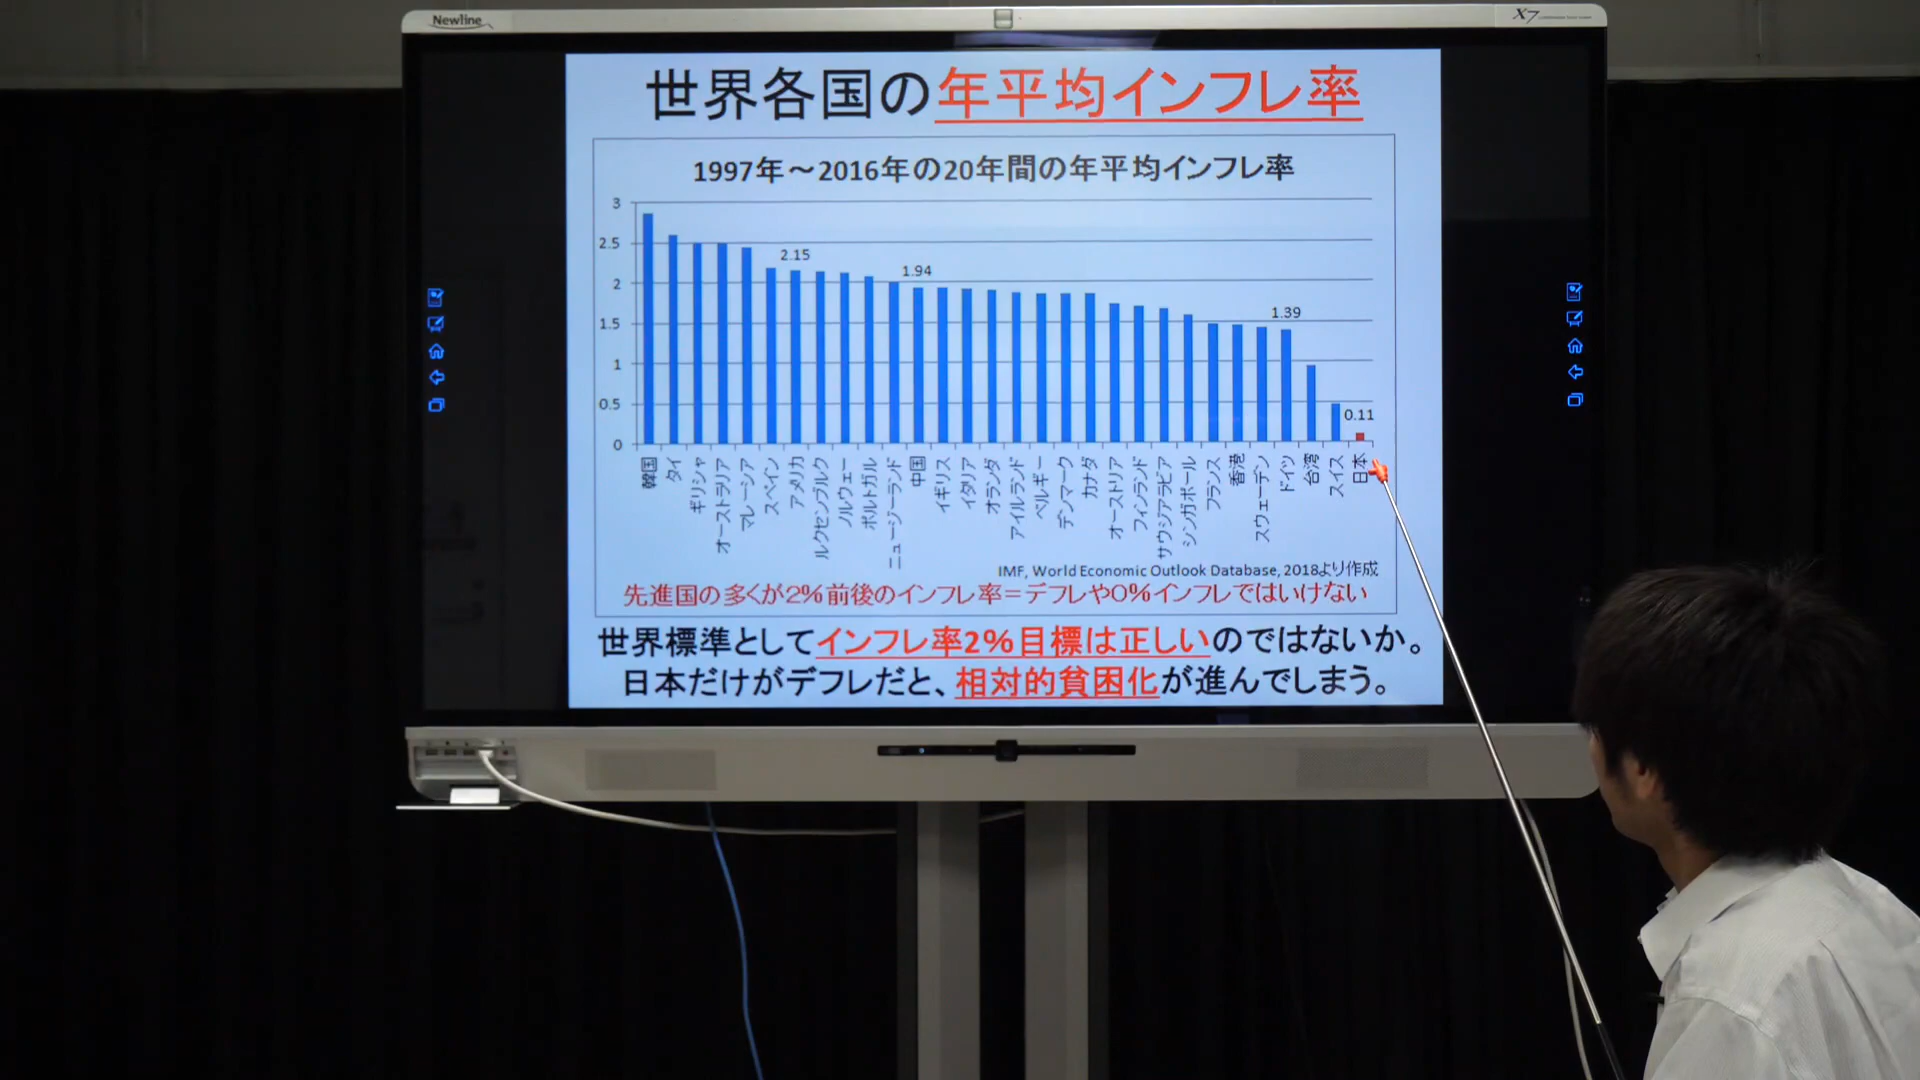 Newline
X7
世界各国の年平均インフレ率
1997年～2016年の20年間の年平均インフレ率
3
2.5
2
1.5
1
0.5
0
2.15
1.94
1.39
0.11
韓国
タイ
ギリシャ
オーストラリア
マレーシア
スペイン
アメリカ
ルクセンブルク
ノルウェー
ポルトガル
ニュージーランド
中国
イギリス
イタリア
オランダ
アイルランド
ベルギー
デンマーク
カナダ
オーストリア
フィンランド
サウジアラビア
シンガポール
フランス
香港
スウェーデン
ドイツ
台湾
スイス
日本
IMF, World Economic Outlook Database, 2018より作成
先進国の多くが2%前後のインフレ率＝デフレや0%インフレではいけない
世界標準としてインフレ率2%目標は正しいのではないか。
日本だけがデフレだと、相対的貧困化が進んでしまう。